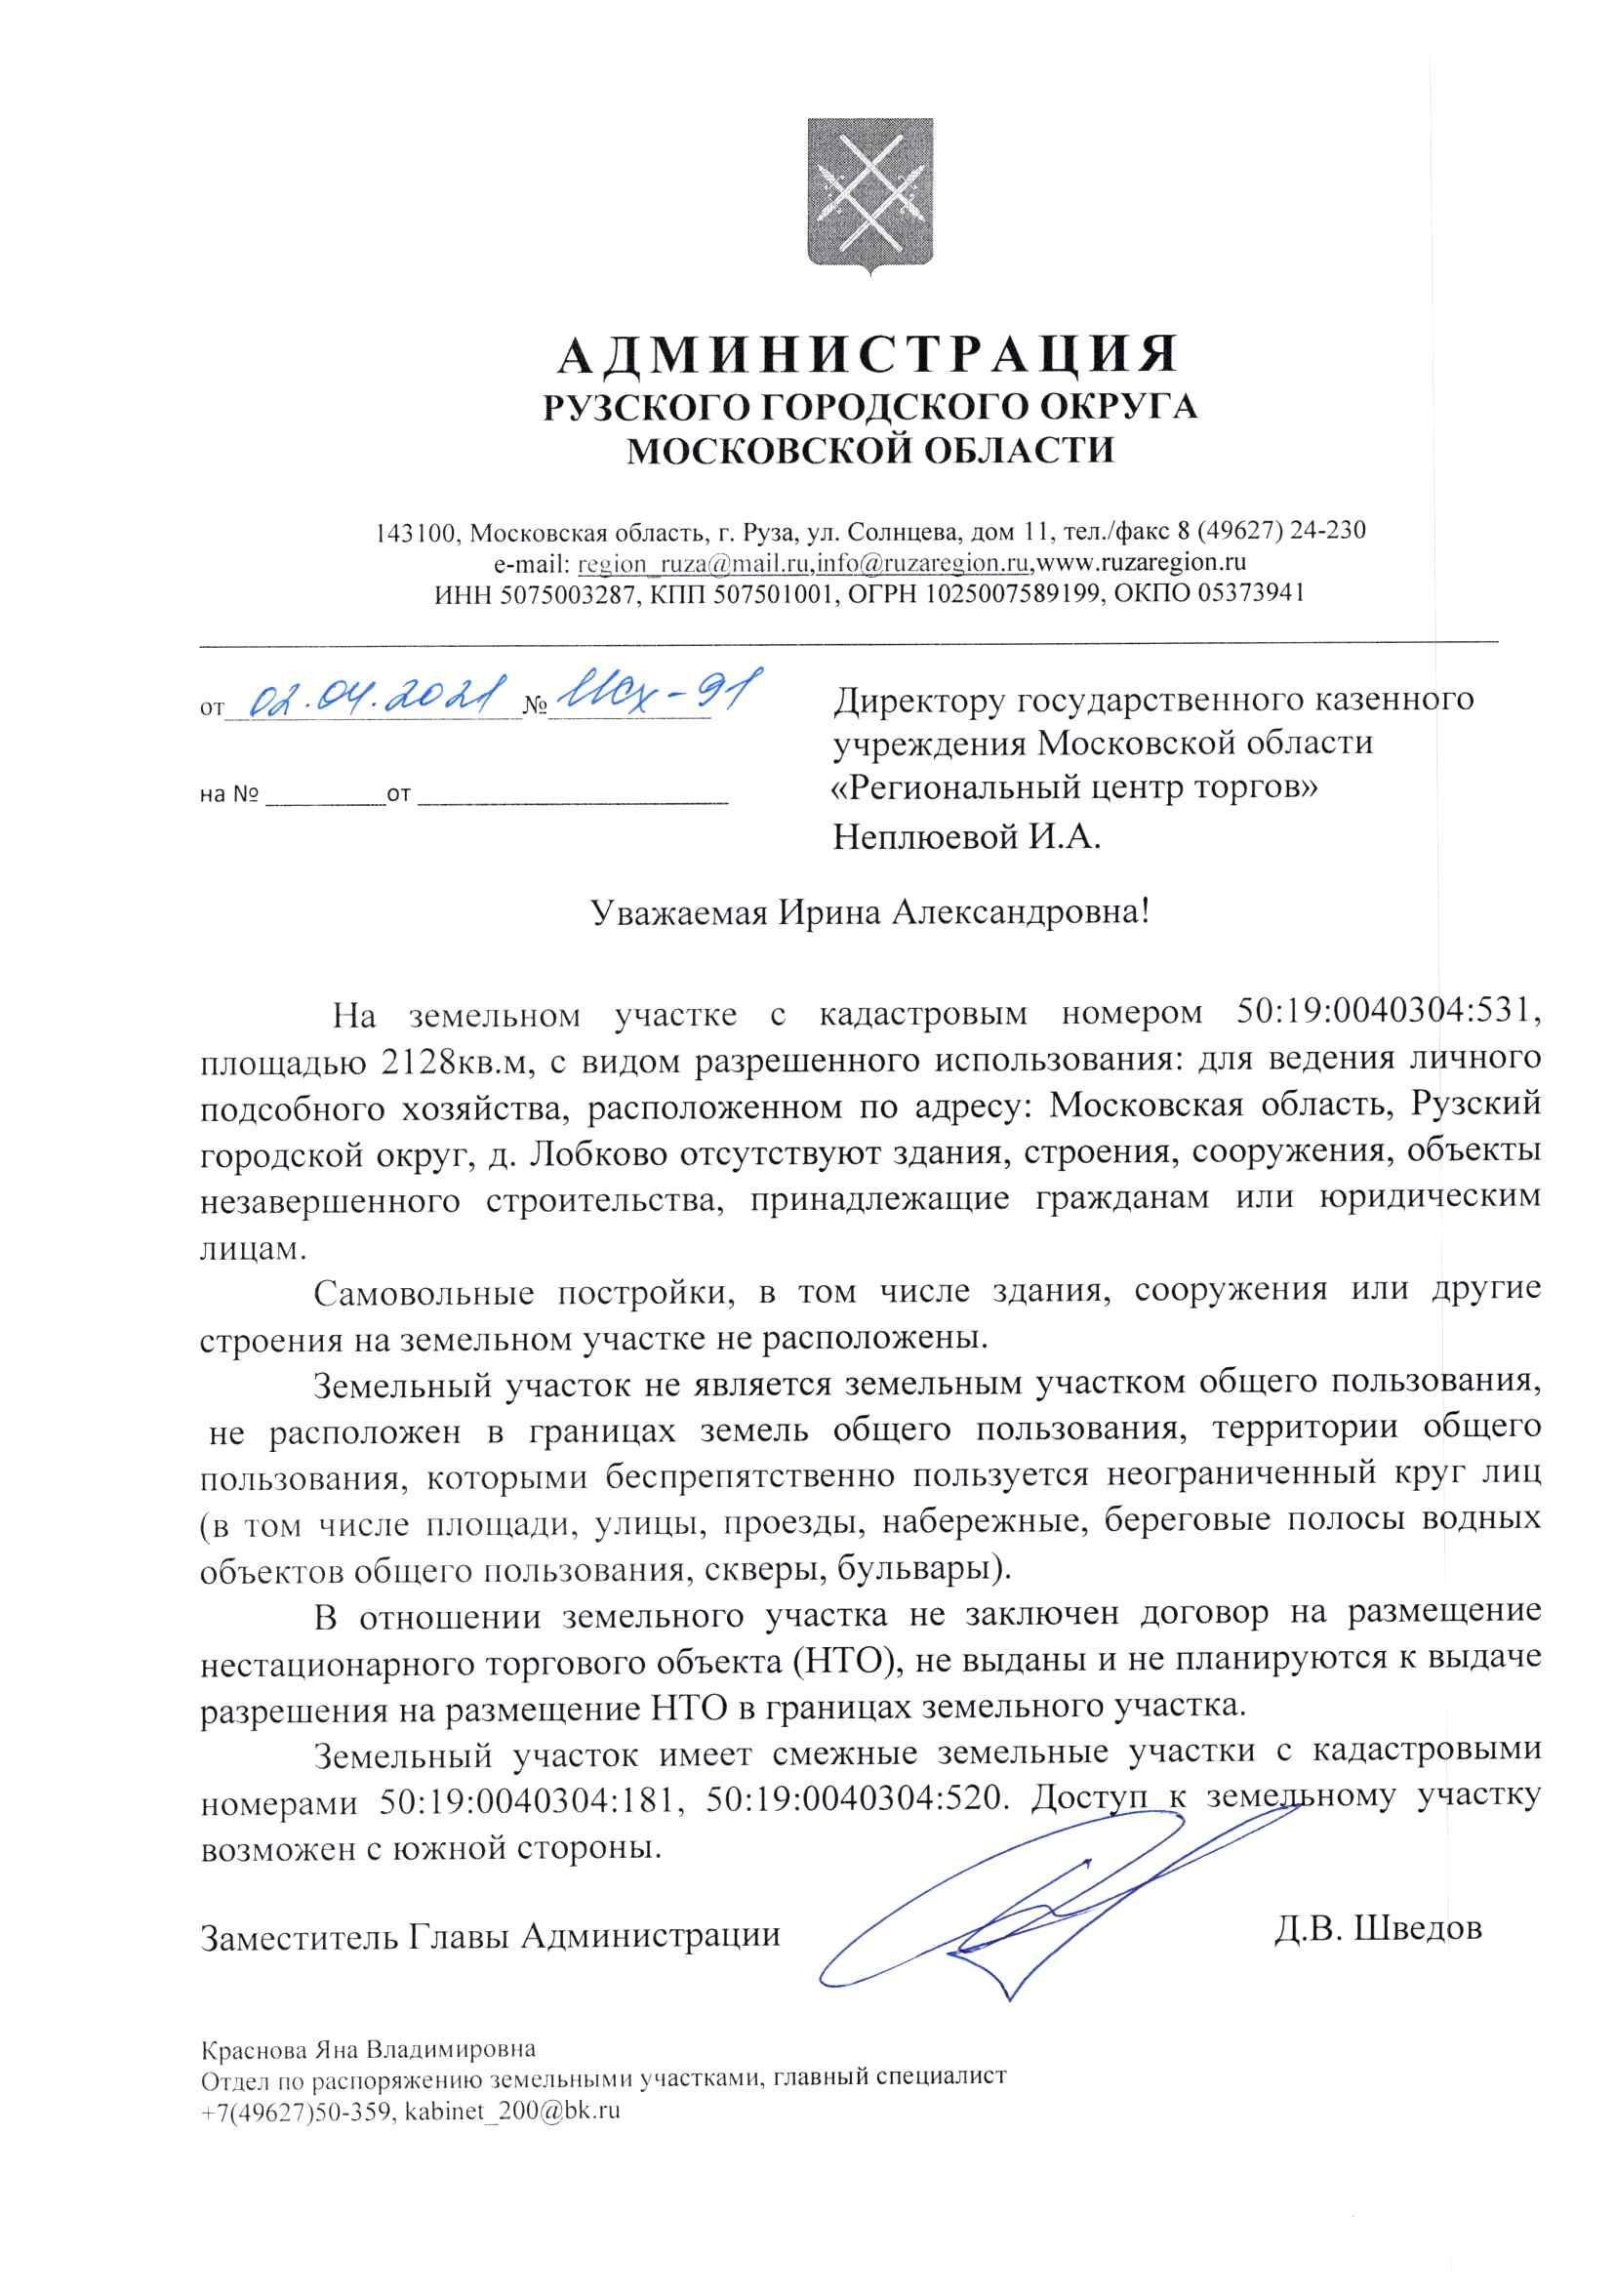 АДМИНИСТРАЦИЯ
РУЗСКОГО ГОРОДСКОГО ОКРУГА
МОСКОВСКОЙ ОБЛАСТИ
143100, Московская область, г. Руза, ул. Солнцева, дом 11, тел./факс 8 (49627) 24-230
e-mail: region_ruza@mail.ru,info@ruzaregion.ru,www.ruzaregion.ru
ИНН 5075003287, КПП 507501001, ОГРН 1025007589199, ОКПО 05373941
от 02.04.2021 № Исх-91
на № __________от __________________________
Директору государственного казенного
учреждения Московской области
«Региональный центр торгов»
Неплюевой И.А.
Уважаемая Ирина Александровна!
На земельном участке с кадастровым номером 50:19:0040304:531,
площадью 2128кв.м, с видом разрешенного использования: для ведения личного
подсобного хозяйства, расположенном по адресу: Московская область, Рузский
городской округ, д. Лобково отсутствуют здания, строения, сооружения, объекты
незавершенного строительства, принадлежащие гражданам или юридическим
лицам.
Самовольные постройки, в том числе здания, сооружения или другие
строения на земельном участке не расположены.
Земельный участок не является земельным участком общего пользования,
не расположен в границах земель общего пользования, территории общего
пользования, которыми беспрепятственно пользуется неограниченный круг лиц
(в том числе площади, улицы, проезды, набережные, береговые полосы водных
объектов общего пользования, скверы, бульвары).
В отношении земельного участка не заключен договор на размещение
нестационарного торгового объекта (НТО), не выданы и не планируются к выдаче
разрешения на размещение НТО в границах земельного участка.
Земельный участок имеет смежные земельные участки с кадастровыми
номерами 50:19:0040304:181, 50:19:0040304:520. Доступ к земельному участку
возможен с южной стороны.
Заместитель Главы Администрации Д.В. Шведов
Краснова Яна Владимировна
Отдел по распоряжению земельными участками, главный специалист
+7(49627)50-359, kabinet_200@bk.ru